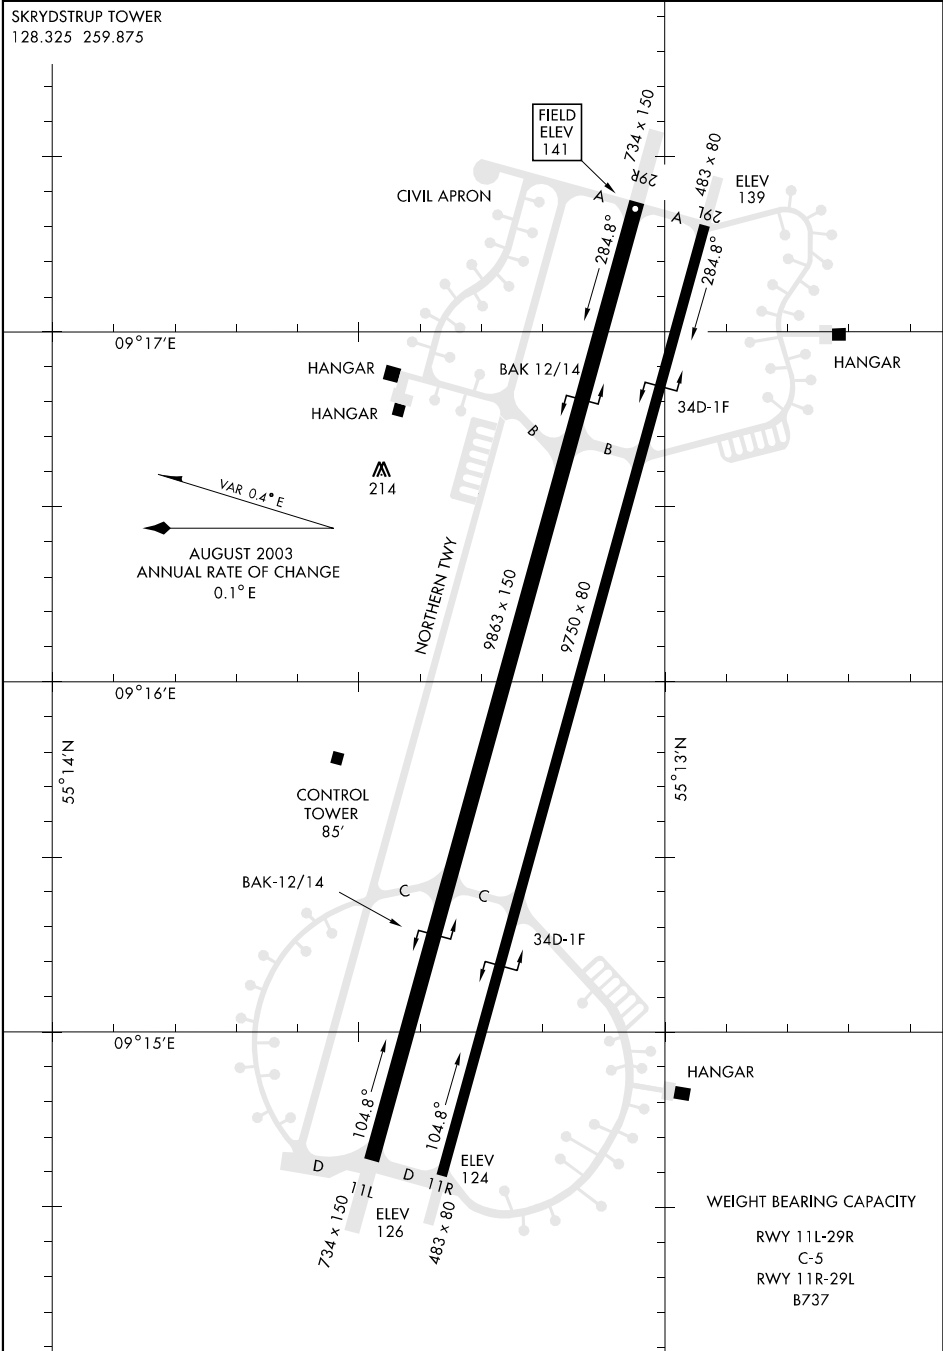 SKRYDSTRUP TOWER
128.325 259.875
FIELD
ELEV
141
734 x 150
483 x 80
29R
29L
ELEV
139
CIVIL APRON
A
A
284.8°
284.8°
09°17'E
HANGAR
BAK 12/14
HANGAR
HANGAR
34D-1F
B
B
214
VAR 0.4° E
AUGUST 2003
ANNUAL RATE OF CHANGE
0.1° E
NORTHERN TWY
9863 x 150
9750 x 80
09°16'E
55°14'N
55°13'N
CONTROL
TOWER
85'
BAK-12/14
C
C
34D-1F
09°15'E
HANGAR
104.8°
104.8°
D
D
11L
11R
ELEV
124
ELEV
126
734 x 150
483 x 80
WEIGHT BEARING CAPACITY
RWY 11L-29R
C-5
RWY 11R-29L
B737